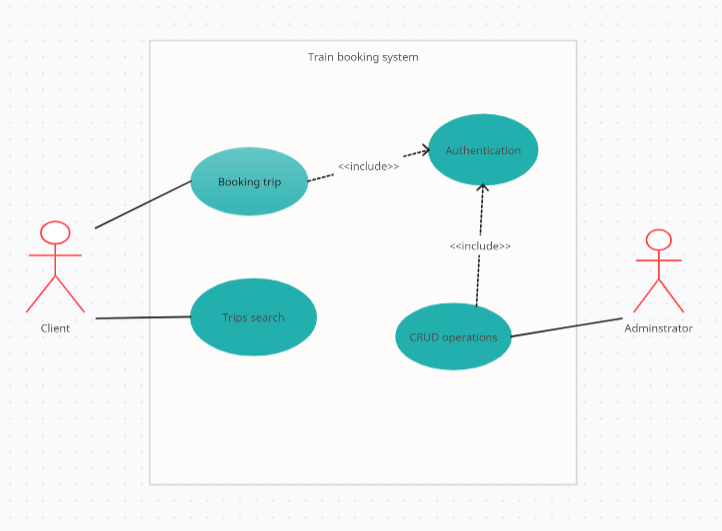 Train booking system
Authentication
<<include>>
Booking trip
<<include>>
Trips search
CRUD operations
Client
Adminstrator